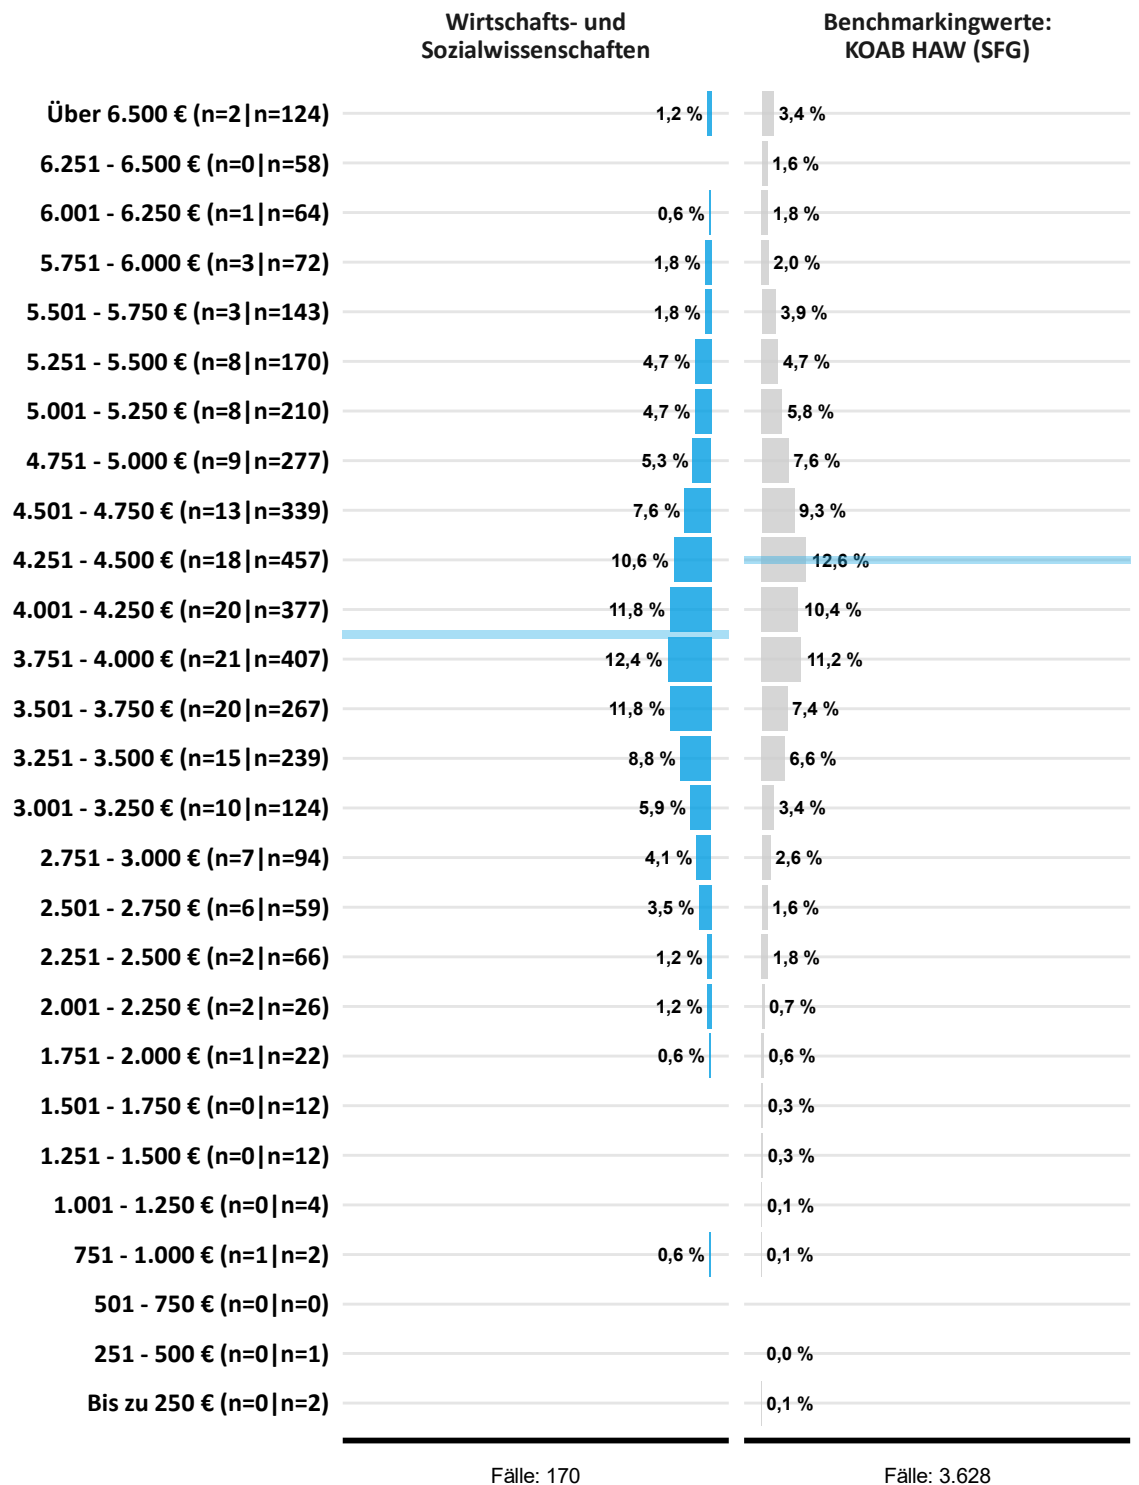 Wirtschafts- und
Sozialwissenschaften
Benchmarkingwerte:
KOAB HAW (SFG)
Über 6.500 € (n=2|n=124) 1,2 % 3,4 %
6.251 - 6.500 € (n=0|n=58) 1,6 %
6.001 - 6.250 € (n=1|n=64) 0,6 % 1,8 %
5.751 - 6.000 € (n=3|n=72) 1,8 % 2,0 %
5.501 - 5.750 € (n=3|n=143) 1,8 % 3,9 %
5.251 - 5.500 € (n=8|n=170) 4,7 % 4,7 %
5.001 - 5.250 € (n=8|n=210) 4,7 % 5,8 %
4.751 - 5.000 € (n=9|n=277) 5,3 % 7,6 %
4.501 - 4.750 € (n=13|n=339) 7,6 % 9,3 %
4.251 - 4.500 € (n=18|n=457) 10,6 % 12,6 %
4.001 - 4.250 € (n=20|n=377) 11,8 % 10,4 %
3.751 - 4.000 € (n=21|n=407) 12,4 % 11,2 %
3.501 - 3.750 € (n=20|n=267) 11,8 % 7,4 %
3.251 - 3.500 € (n=15|n=239) 8,8 % 6,6 %
3.001 - 3.250 € (n=10|n=124) 5,9 % 3,4 %
2.751 - 3.000 € (n=7|n=94) 4,1 % 2,6 %
2.501 - 2.750 € (n=6|n=59) 3,5 % 1,6 %
2.251 - 2.500 € (n=2|n=66) 1,2 % 1,8 %
2.001 - 2.250 € (n=2|n=26) 1,2 % 0,7 %
1.751 - 2.000 € (n=1|n=22) 0,6 % 0,6 %
1.501 - 1.750 € (n=0|n=12) 0,3 %
1.251 - 1.500 € (n=0|n=12) 0,3 %
1.001 - 1.250 € (n=0|n=4) 0,1 %
751 - 1.000 € (n=1|n=2) 0,6 % 0,1 %
501 - 750 € (n=0|n=0)
251 - 500 € (n=0|n=1) 0,0 %
Bis zu 250 € (n=0|n=2) 0,1 %
Fälle: 170 Fälle: 3.628